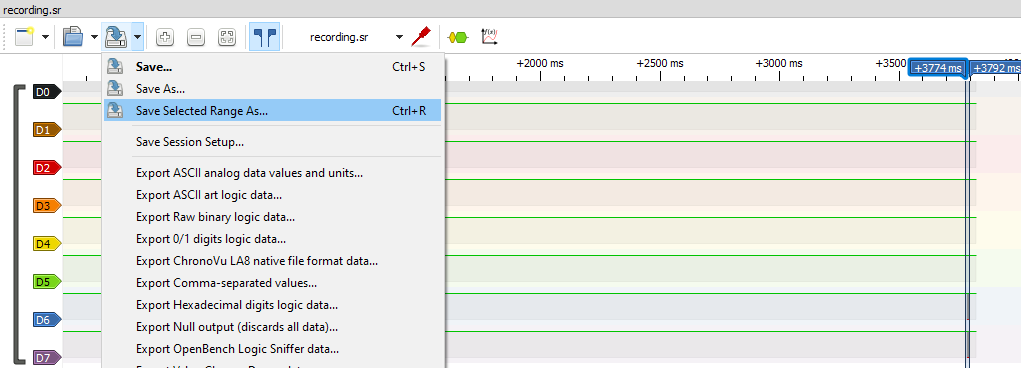 recording.sr
recording.sr
f(x)
Save... Ctrl+S
Save As...
Save Selected Range As... Ctrl+R
Save Session Setup...
Export ASCII analog data values and units...
Export ASCII art logic data...
Export Raw binary logic data...
Export 0/1 digits logic data...
Export ChronoVu LA8 native file format data...
Export Comma-separated values...
Export Hexadecimal digits logic data...
Export Null output (discards all data)...
Export OpenBench Logic Sniffer data...
+2000 ms +2500 ms +3000 ms +3500 +3774 ms +3792 ms
D0
D1
D2
D3
D4
D5
D6
D7